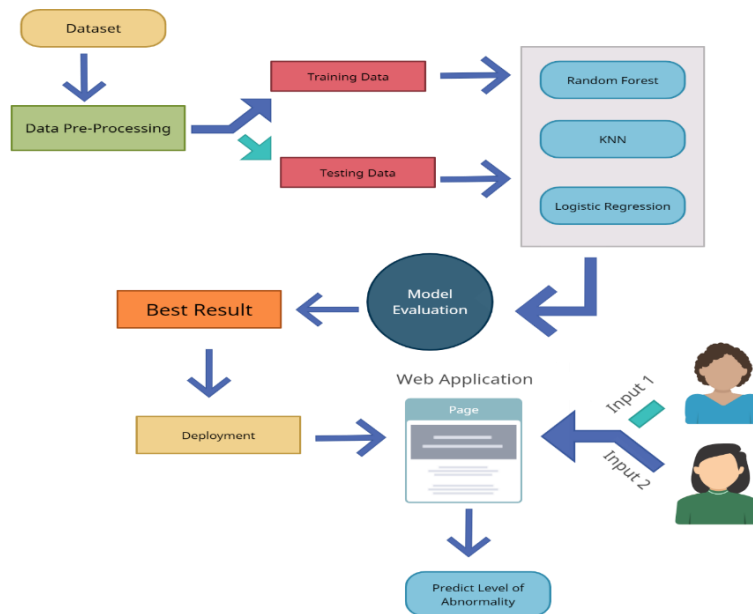 Dataset
Data Pre-Processing
Training Data
Testing Data
Random Forest
KNN
Logistic Regression
Model
Evaluation
Best Result
Deployment
Web Application
Page
Input 1
Input 2
Predict Level of
Abnormality